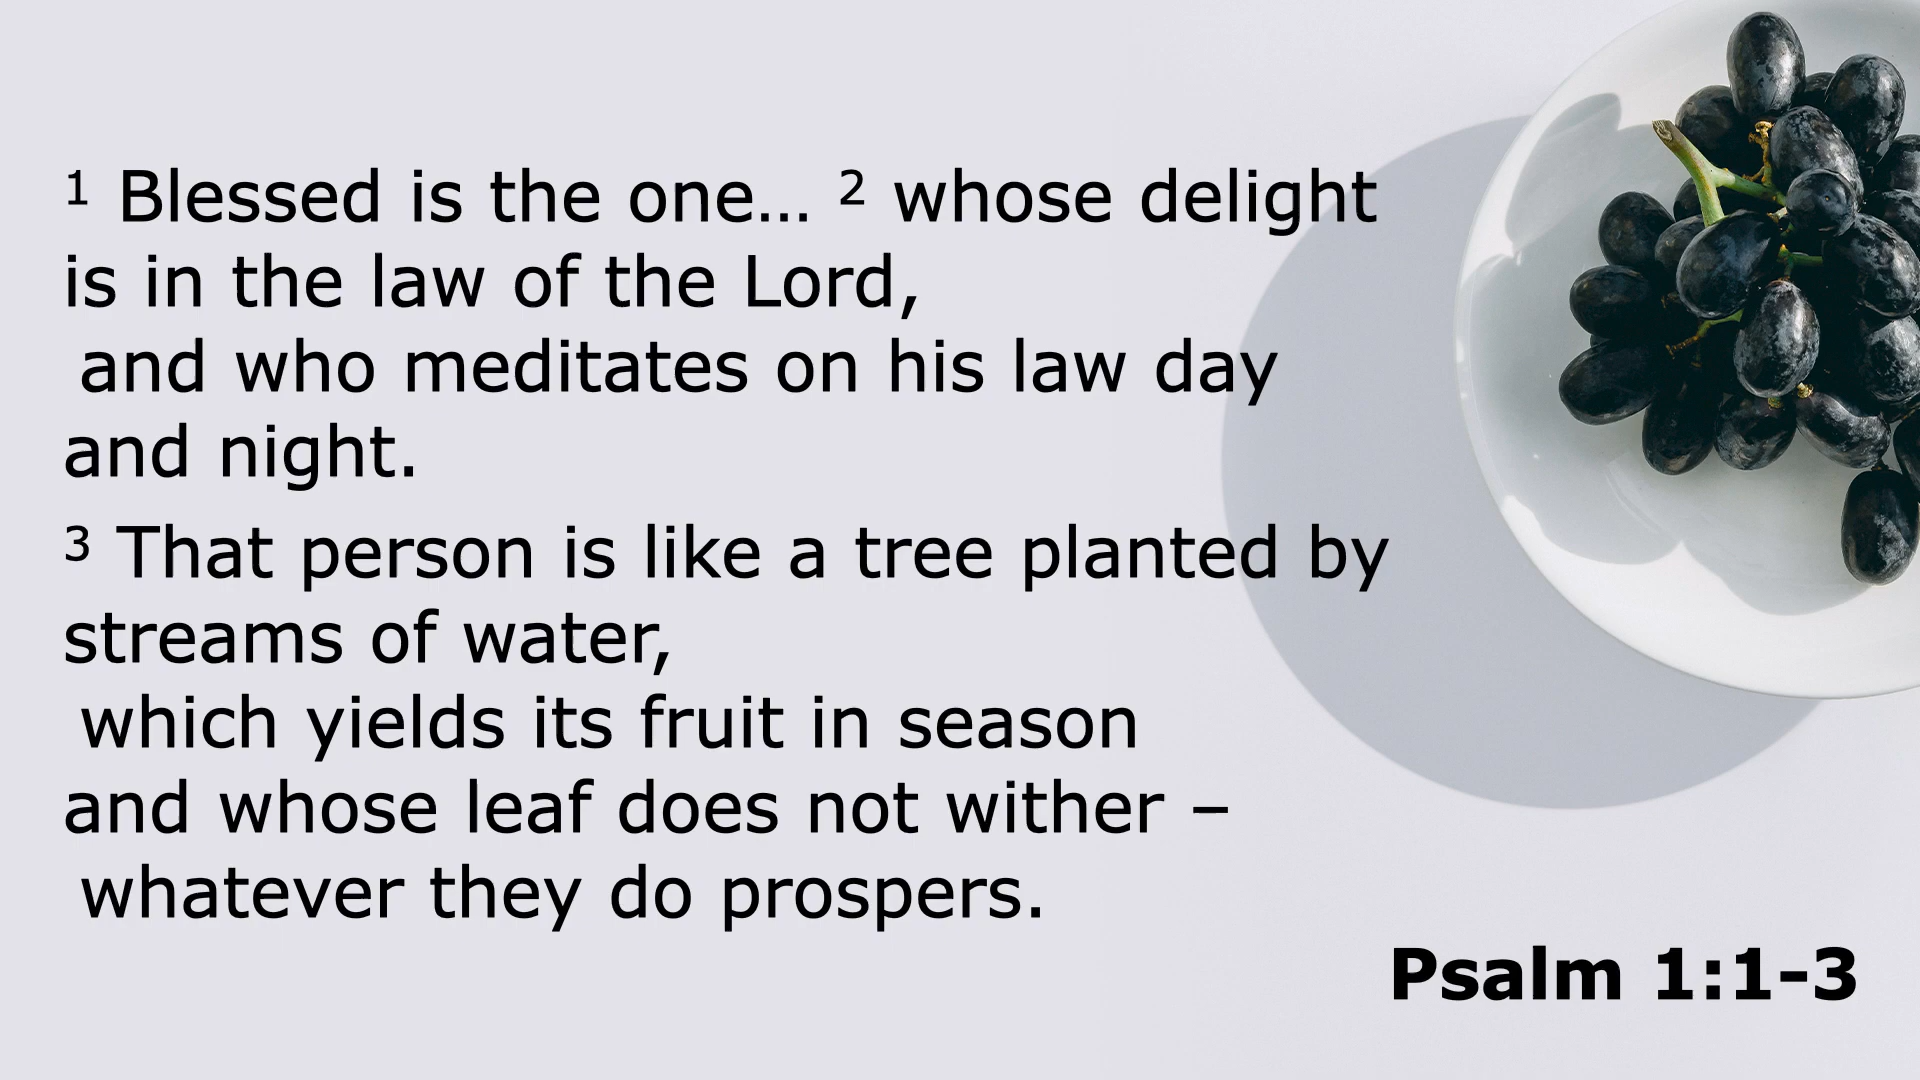 ¹ Blessed is the one… ² whose delight
is in the law of the Lord,
and who meditates on his law day
and night.
³ That person is like a tree planted by
streams of water,
which yields its fruit in season
and whose leaf does not wither –
whatever they do prospers.
Psalm 1:1-3